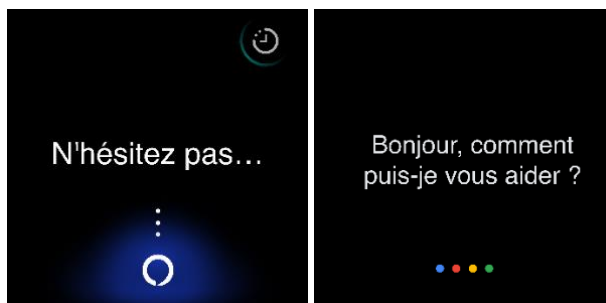 N'hésitez pas…
Bonjour, comment
puis-je vous aider ?